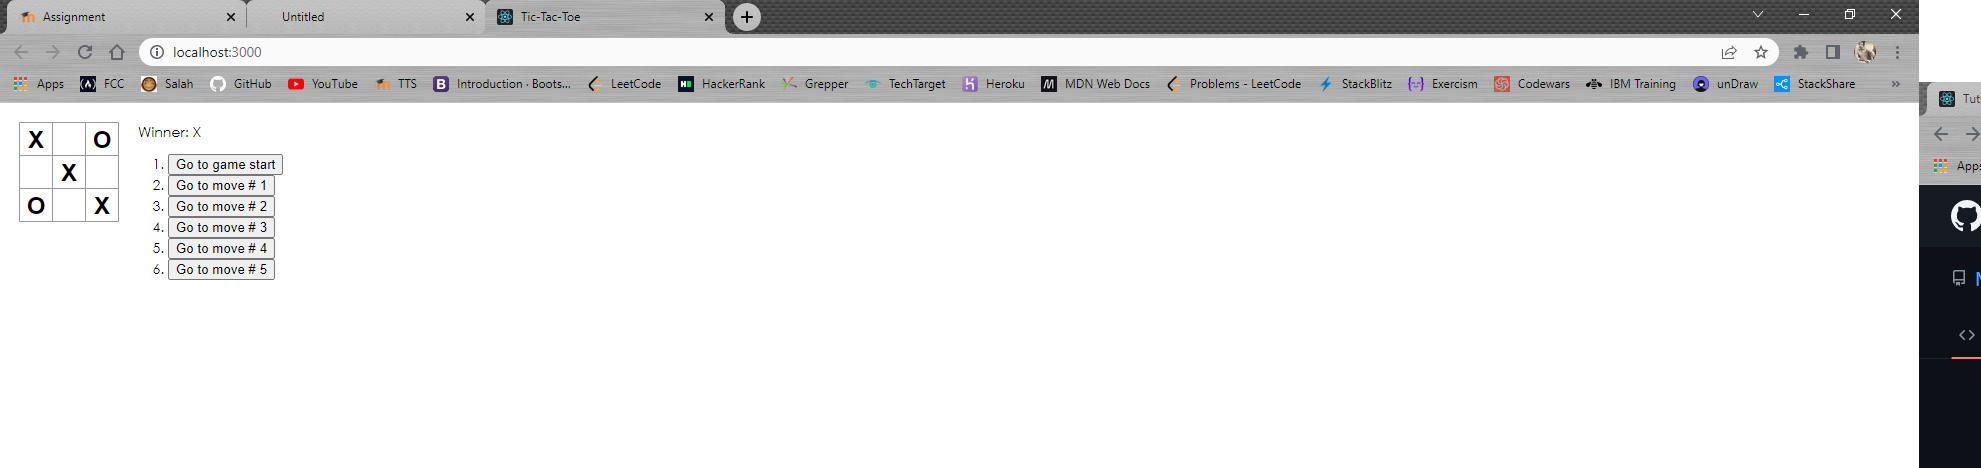 Assignment Untitled Tic-Tac-Toe
localhost:3000
Apps FCC Salah GitHub YouTube TTS Introduction · Boots... LeetCode HackerRank Grepper TechTarget Heroku MDN Web Docs Problems - LeetCode StackBlitz Exercism Codewars IBM Training unDraw StackShare »
Tut
Apps
X O
X
O X
Winner: X
1. Go to game start
2. Go to move # 1
3. Go to move # 2
4. Go to move # 3
5. Go to move # 4
6. Go to move # 5